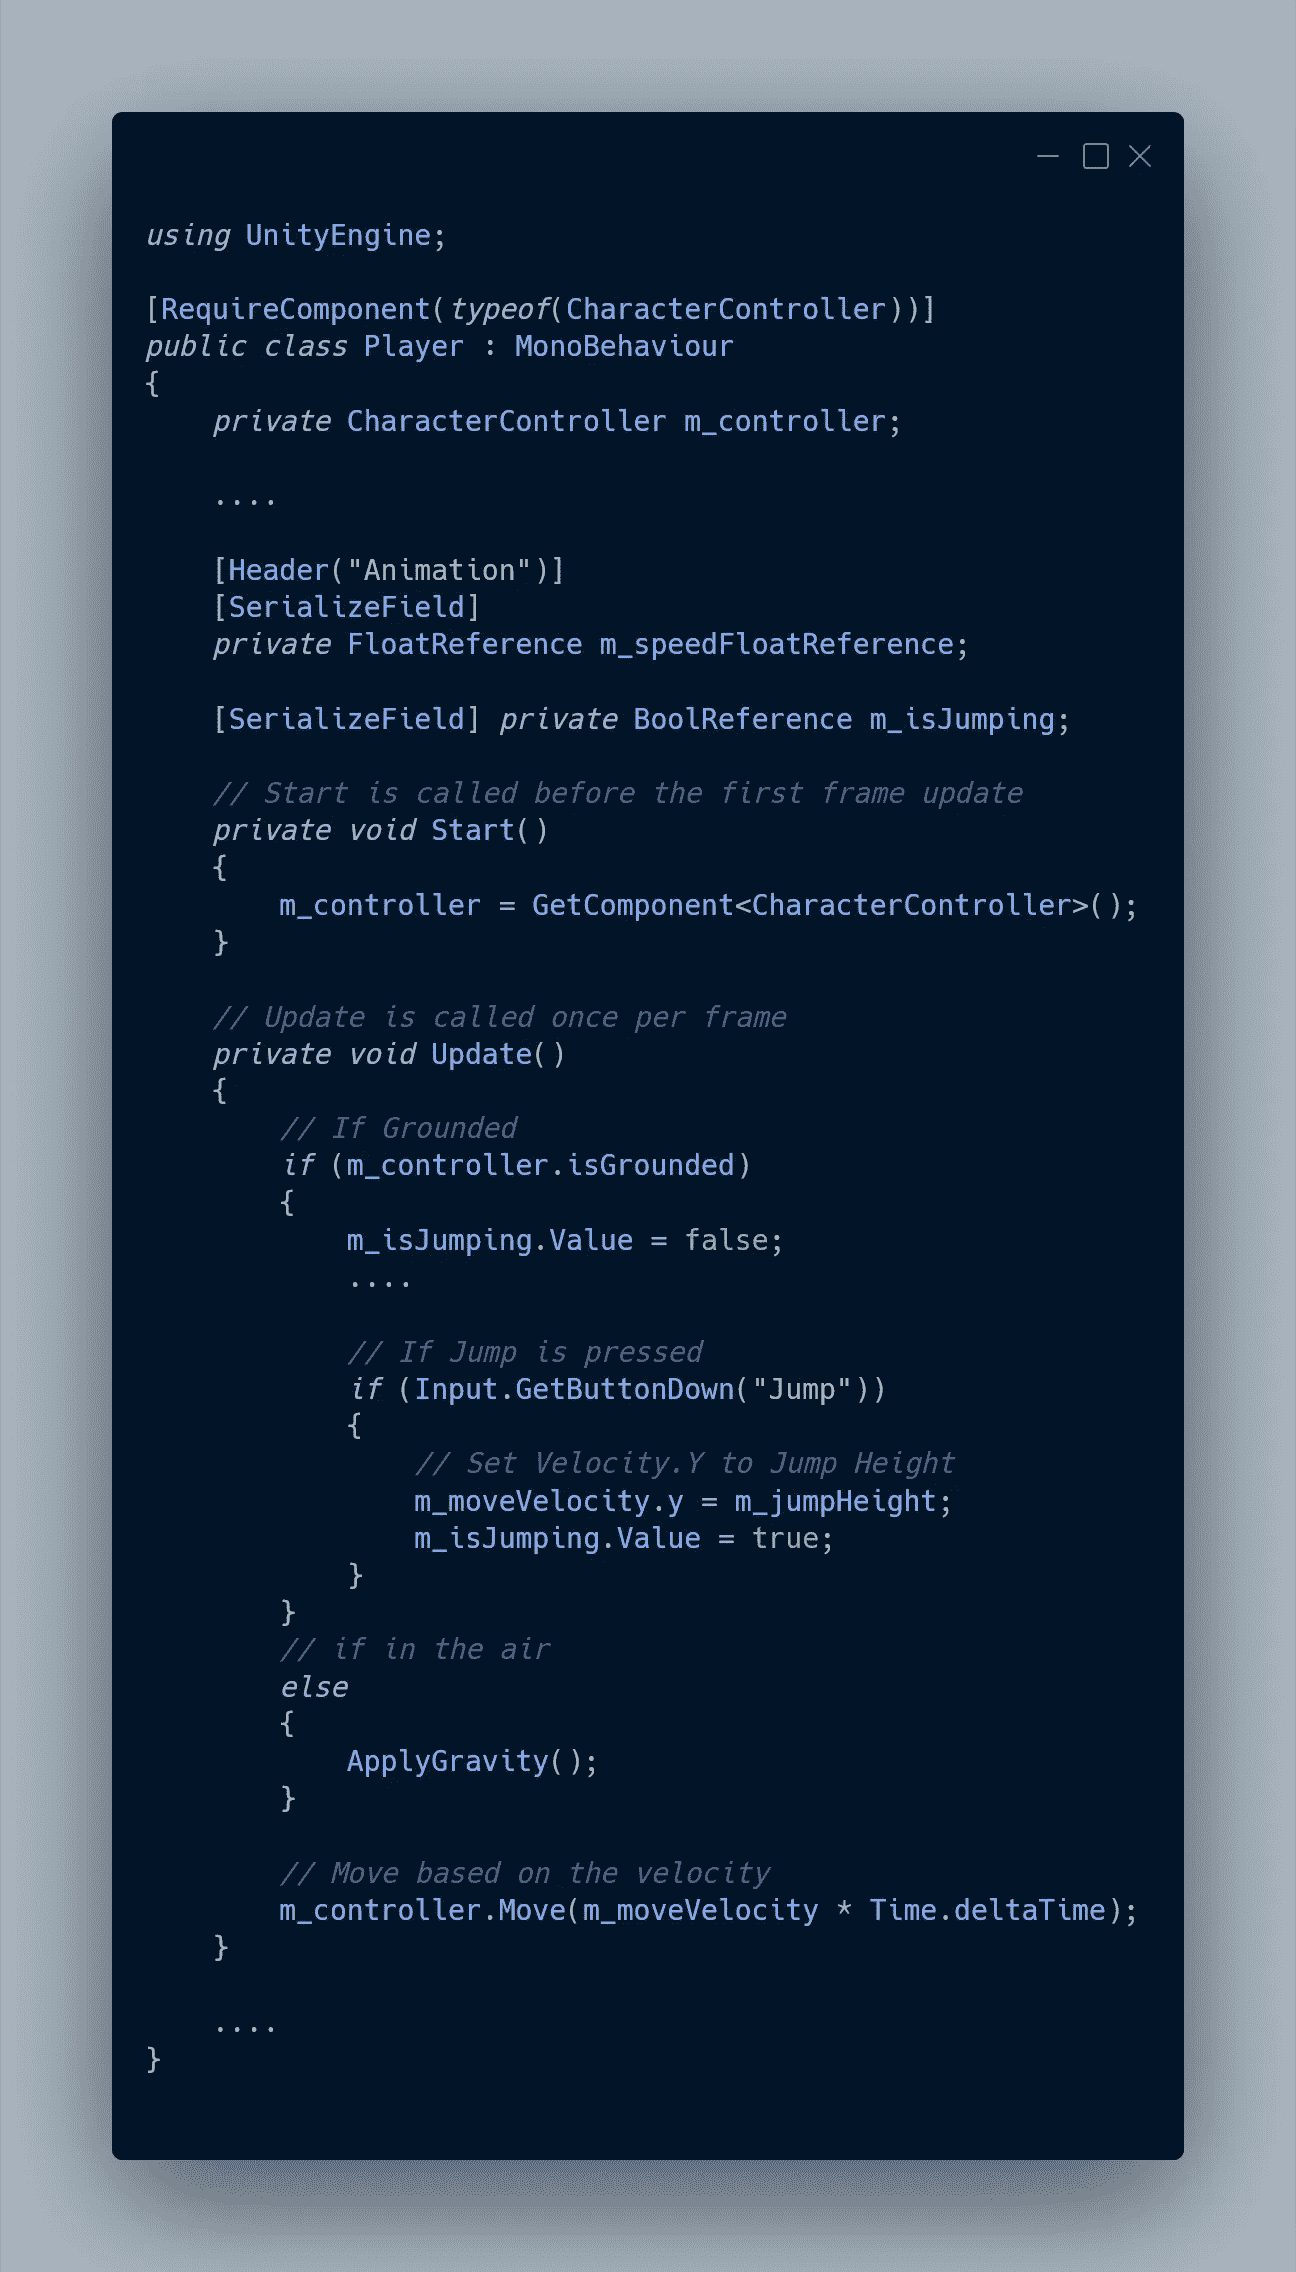 using UnityEngine;

[RequireComponent(typeof(CharacterController))]
public class Player : MonoBehaviour
{
    private CharacterController m_controller;

    ....

    [Header("Animation")]
    [SerializeField]
    private FloatReference m_speedFloatReference;

    [SerializeField] private BoolReference m_isJumping;

    // Start is called before the first frame update
    private void Start()
    {
        m_controller = GetComponent<CharacterController>();
    }

    // Update is called once per frame
    private void Update()
    {
        // If Grounded
        if (m_controller.isGrounded)
        {
            m_isJumping.Value = false;
            ....

            // If Jump is pressed
            if (Input.GetButtonDown("Jump"))
            {
                // Set Velocity.Y to Jump Height
                m_moveVelocity.y = m_jumpHeight;
                m_isJumping.Value = true;
            }
        }
        // if in the air
        else
        {
            ApplyGravity();
        }

        // Move based on the velocity
        m_controller.Move(m_moveVelocity * Time.deltaTime);
    }

    ....
}